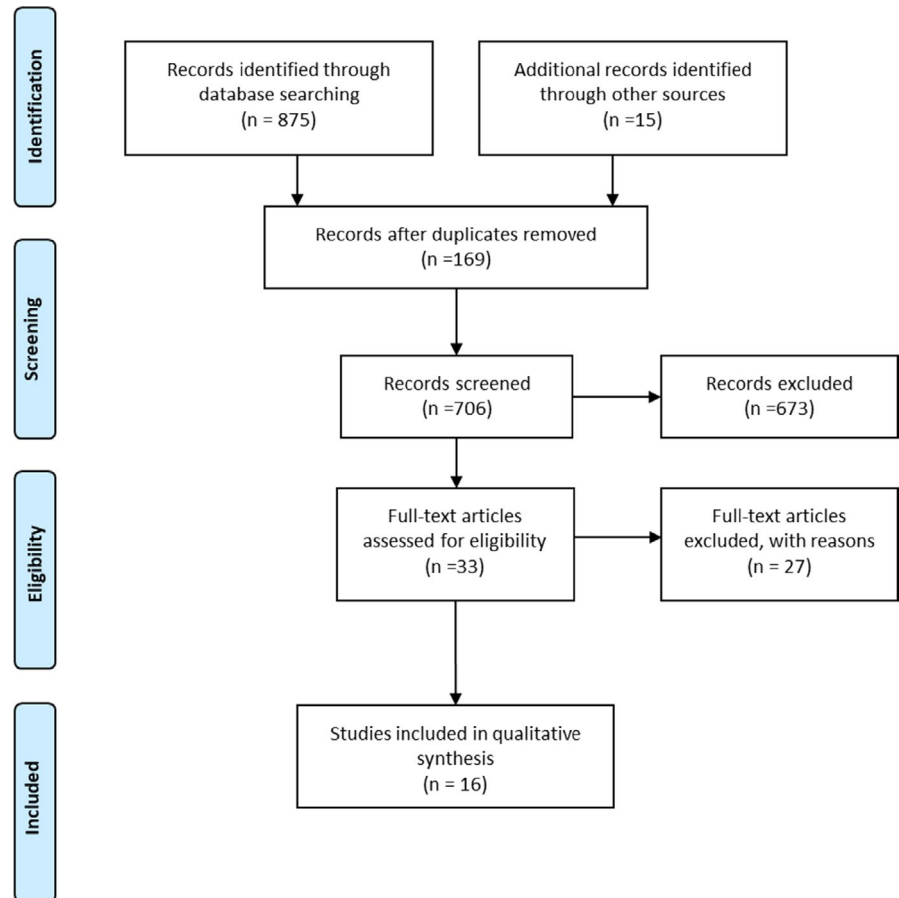 Identification
Records identified through
database searching
(n = 875)
Additional records identified
through other sources
(n =15)
Records after duplicates removed
(n =169)
Screening
Records screened
(n =706)
Records excluded
(n =673)
Eligibility
Full-text articles
assessed for eligibility
(n =33)
Full-text articles
excluded, with reasons
(n = 27)
Included
Studies included in qualitative
synthesis
(n = 16)